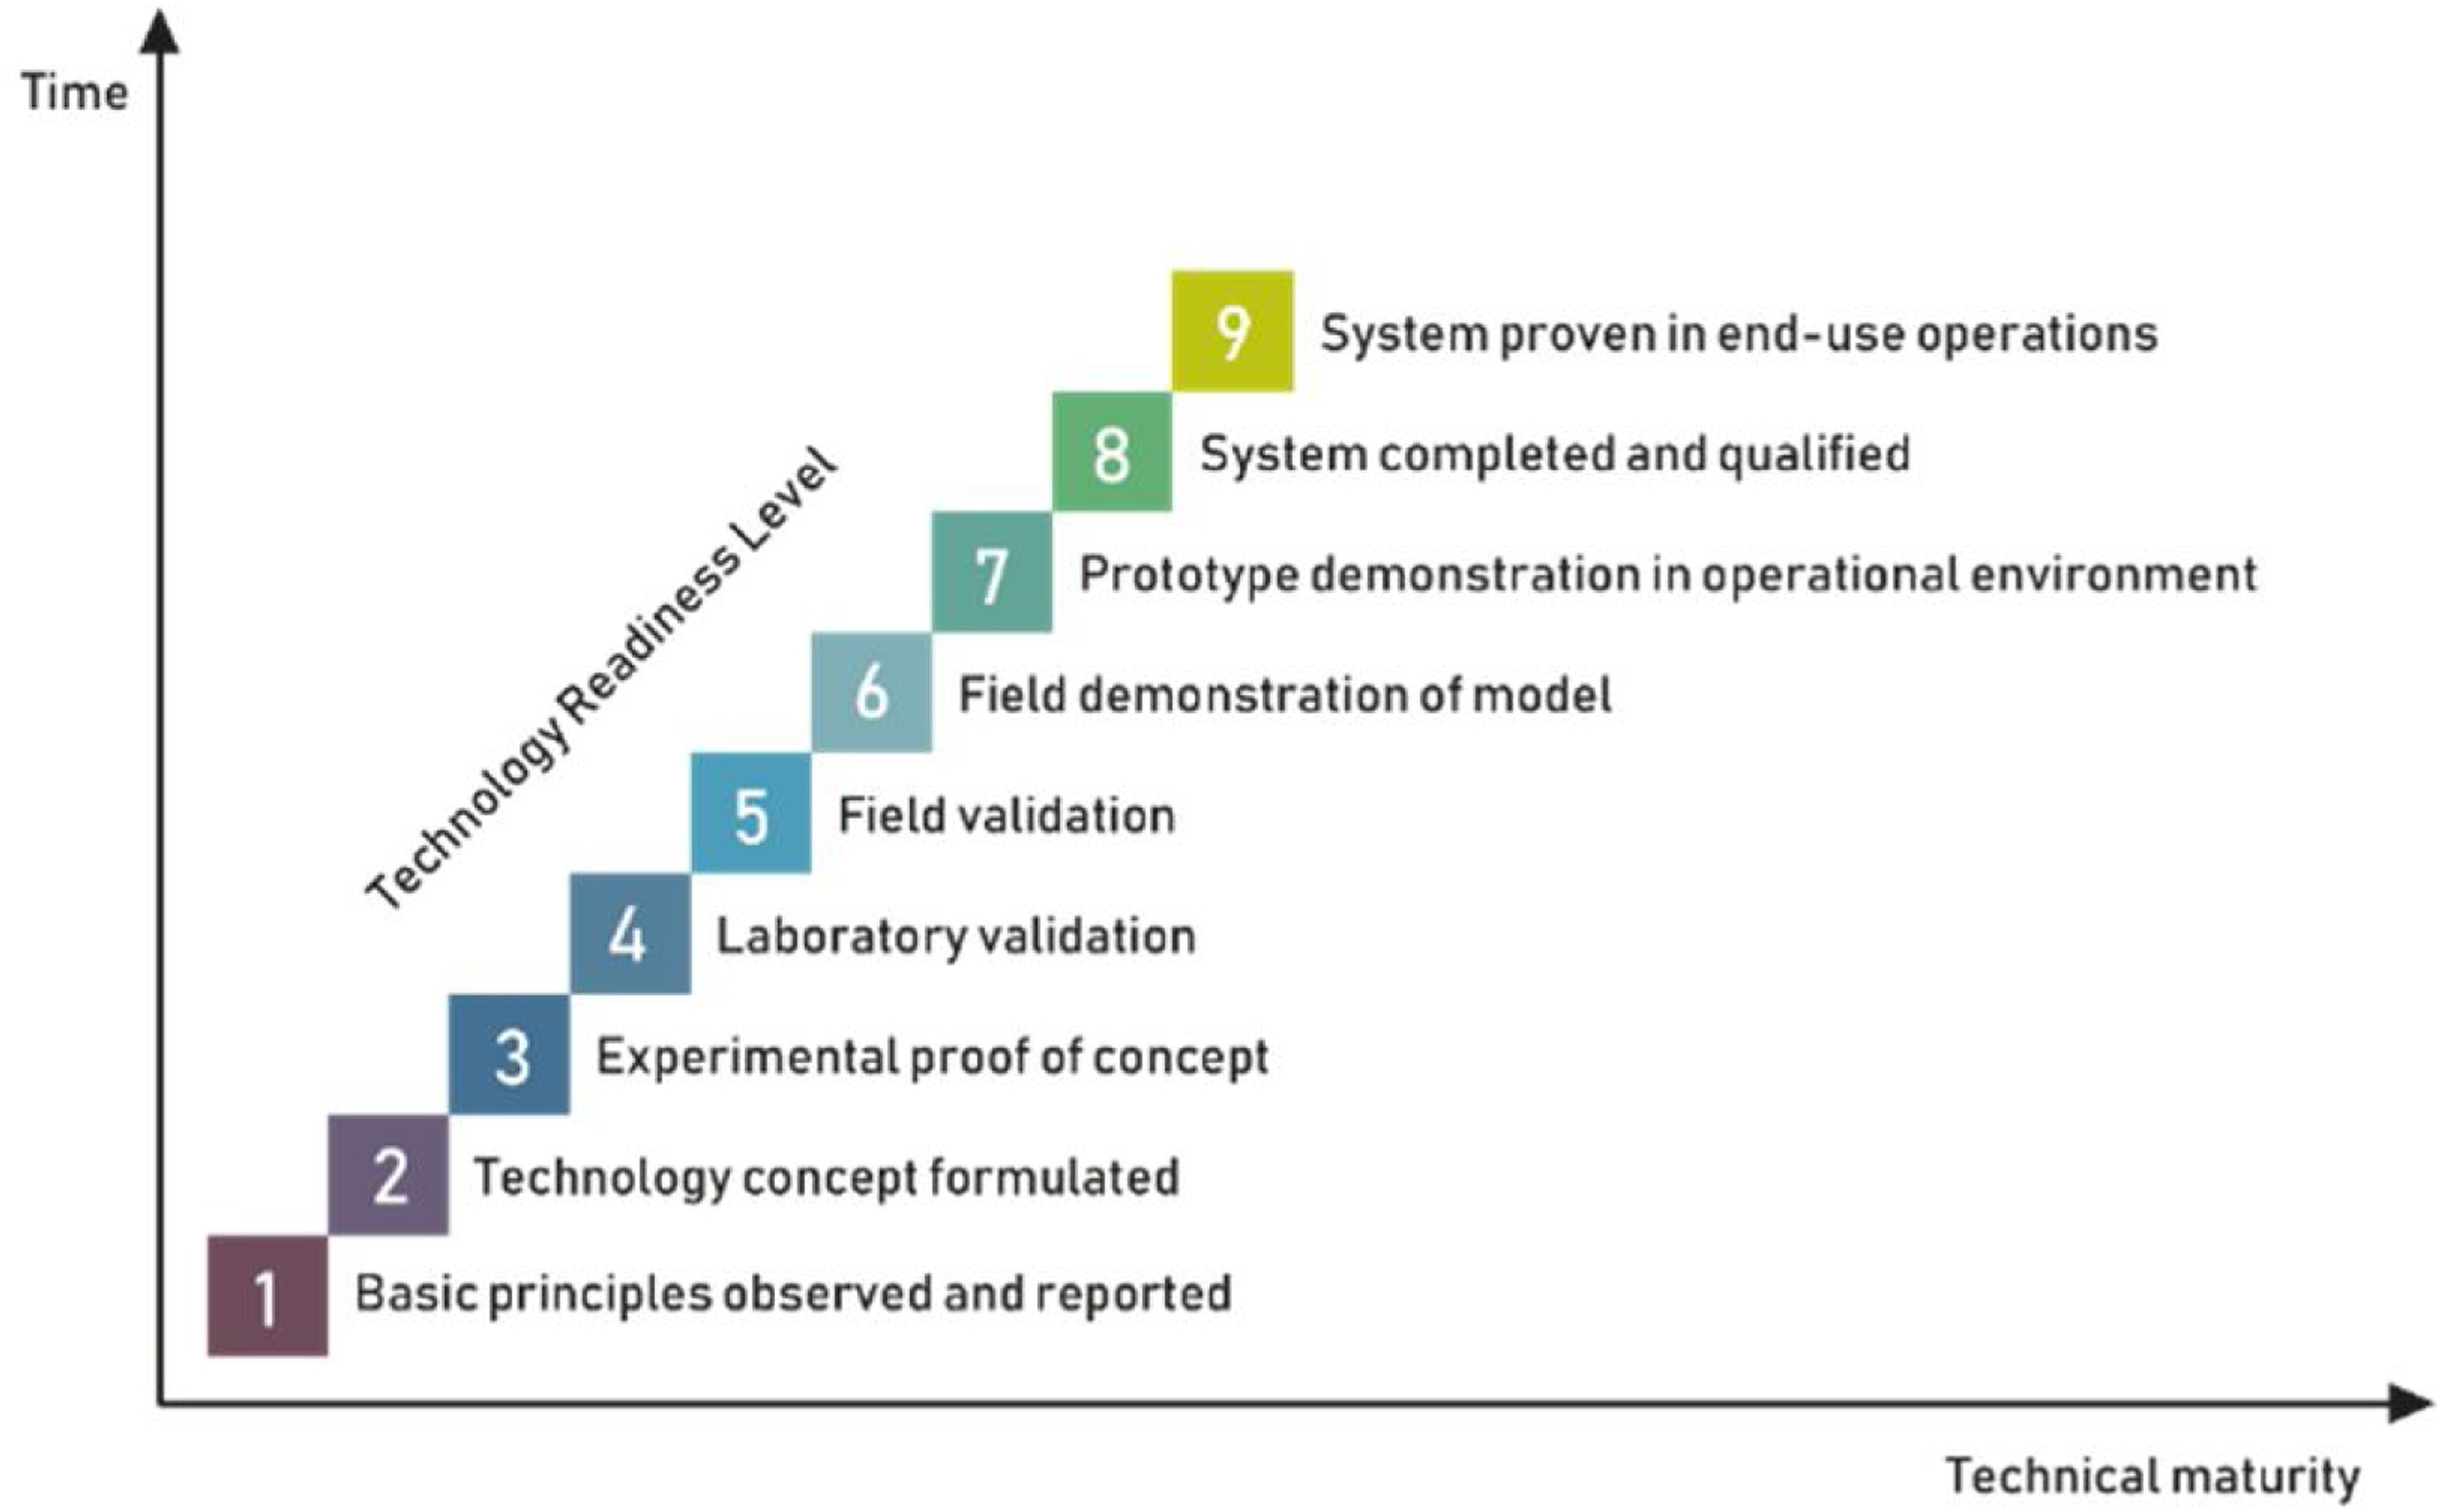 Time
9 System proven in end-use operations
8 System completed and qualified
7 Prototype demonstration in operational environment
6 Field demonstration of model
Technology Readiness Level
5 Field validation
4 Laboratory validation
3 Experimental proof of concept
2 Technology concept formulated
1 Basic principles observed and reported
Technical maturity